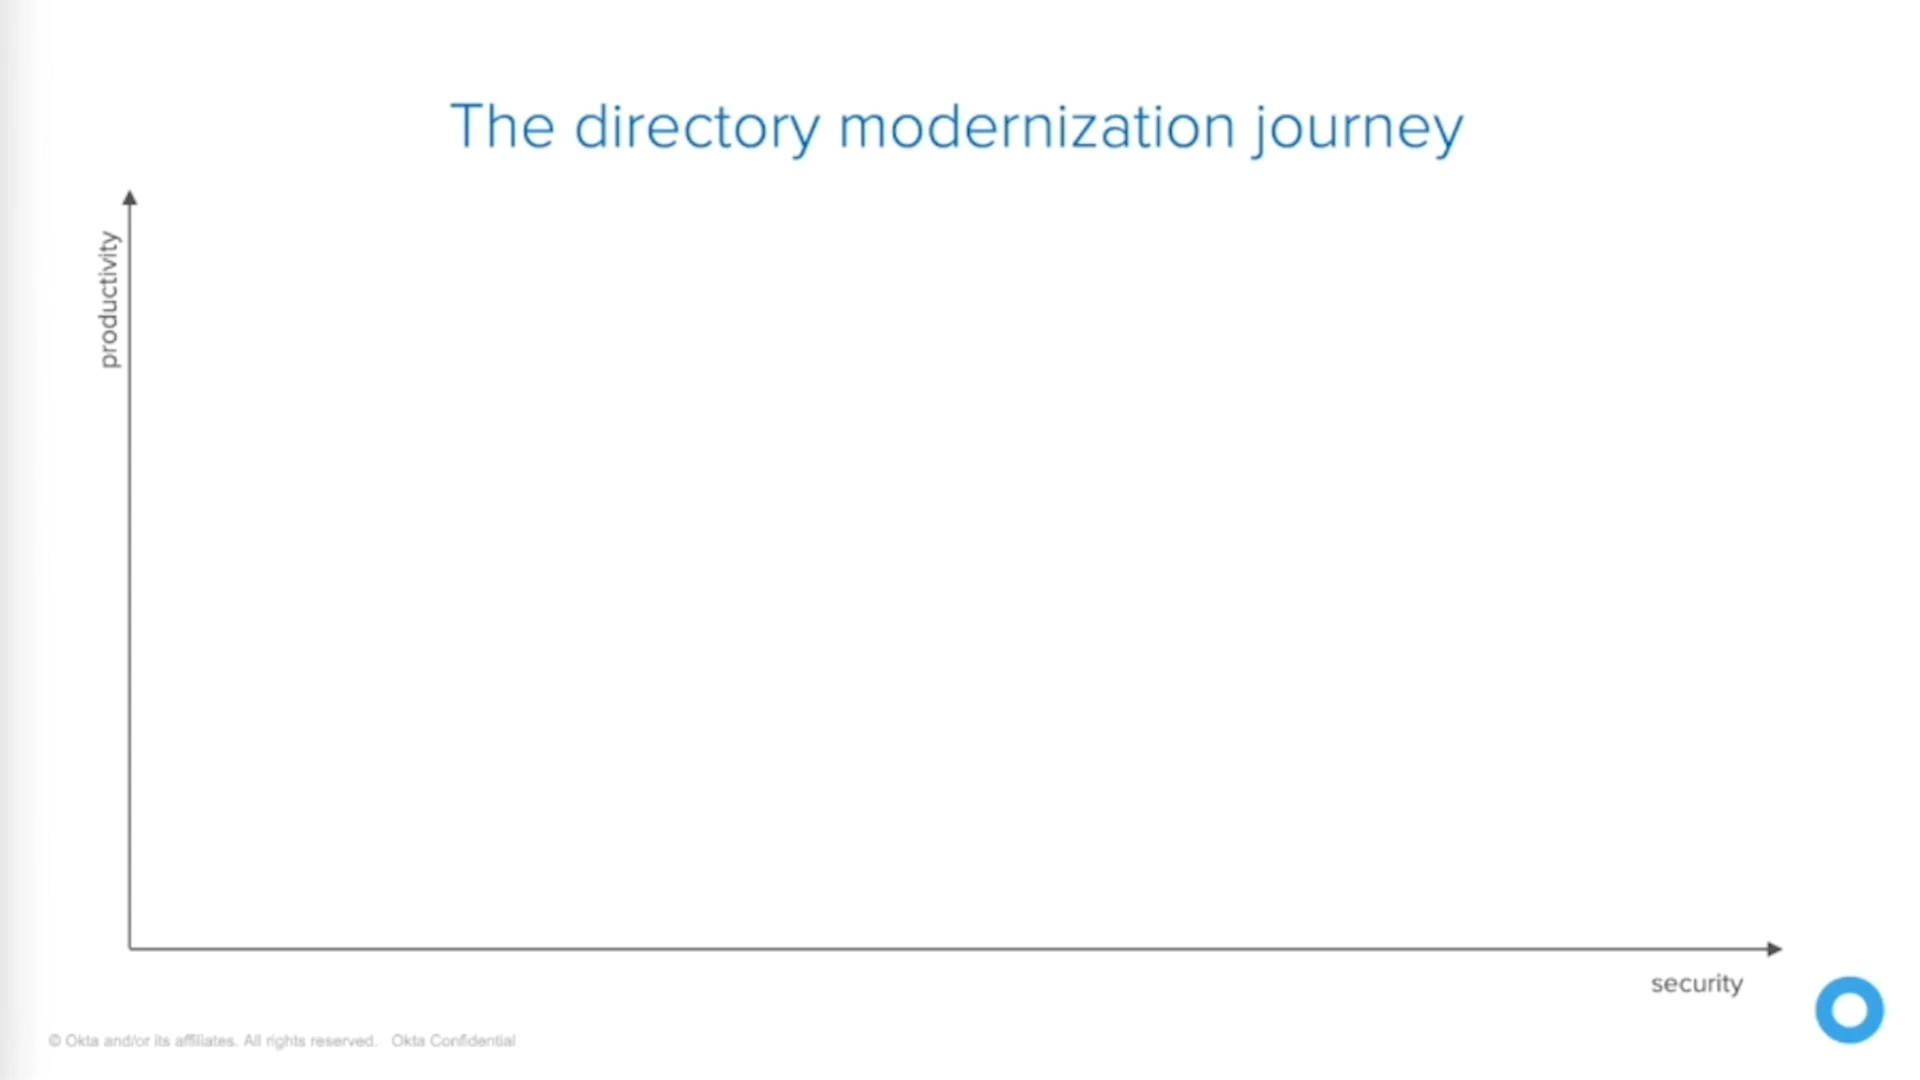 The directory modernization journey
productivity
security
© Okta and/or its affiliates. All rights reserved. Okta Confidential